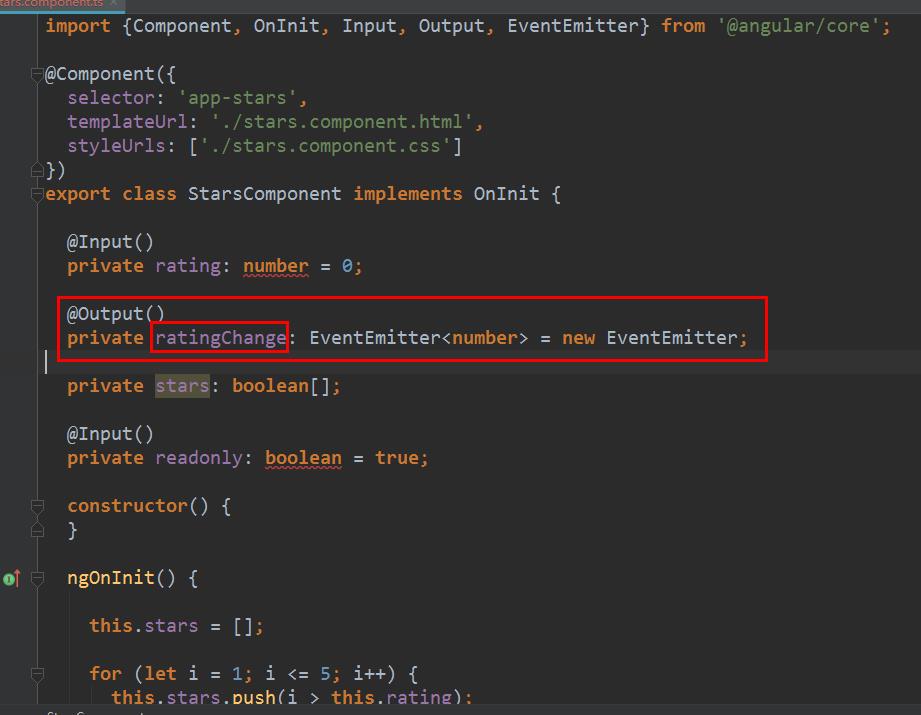 stars.component.ts ×
import {Component, OnInit, Input, Output, EventEmitter} from '@angular/core';
@Component({
  selector: 'app-stars',
  templateUrl: './stars.component.html',
  styleUrls: ['./stars.component.css']
})
export class StarsComponent implements OnInit {
  @Input()
  private rating: number = 0;
  @Output()
  private ratingChange: EventEmitter<number> = new EventEmitter;
  private stars: boolean[];
  @Input()
  private readonly: boolean = true;
  constructor() {
  }
  ngOnInit() {
    this.stars = [];
    for (let i = 1; i <= 5; i++) {
      this.stars.push(i > this.rating);